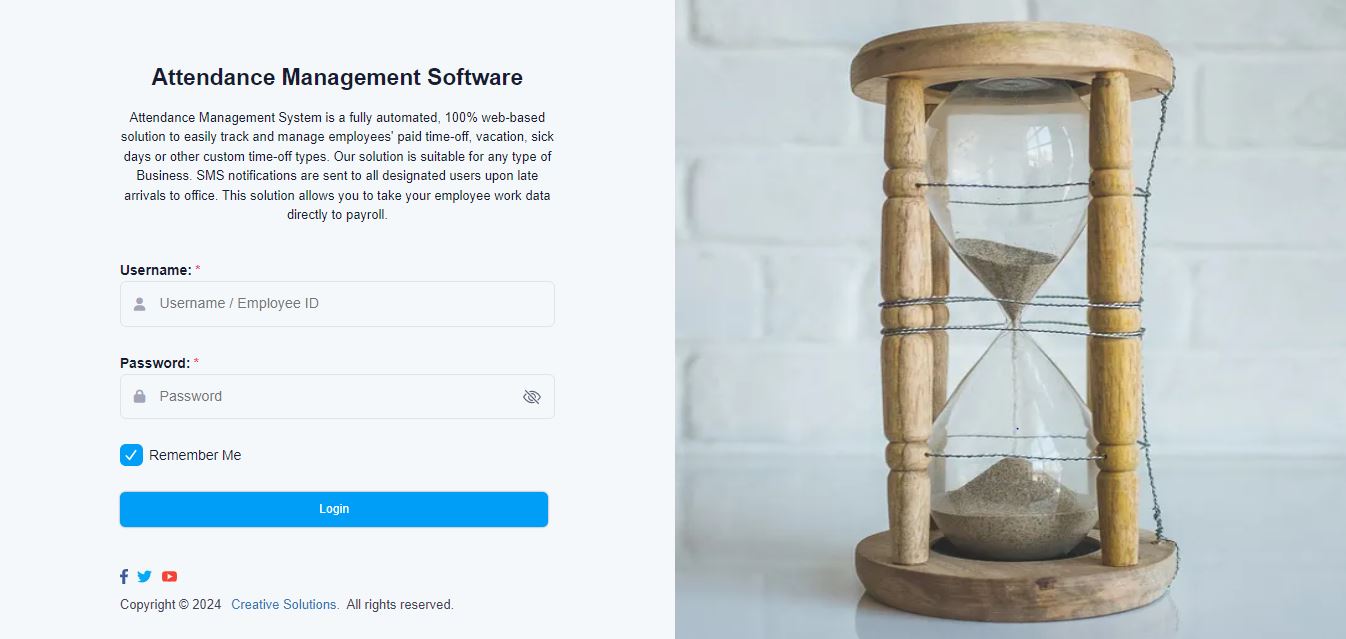 Attendance Management Software
Attendance Management System is a fully automated, 100% web-based
solution to easily track and manage employees' paid time-off, vacation, sick
days or other custom time-off types. Our solution is suitable for any type of
Business. SMS notifications are sent to all designated users upon late
arrivals to office. This solution allows you to take your employee work data
directly to payroll.
Username: *
Username / Employee ID
Password: *
Password
Remember Me
Login
Copyright © 2024 Creative Solutions. All rights reserved.